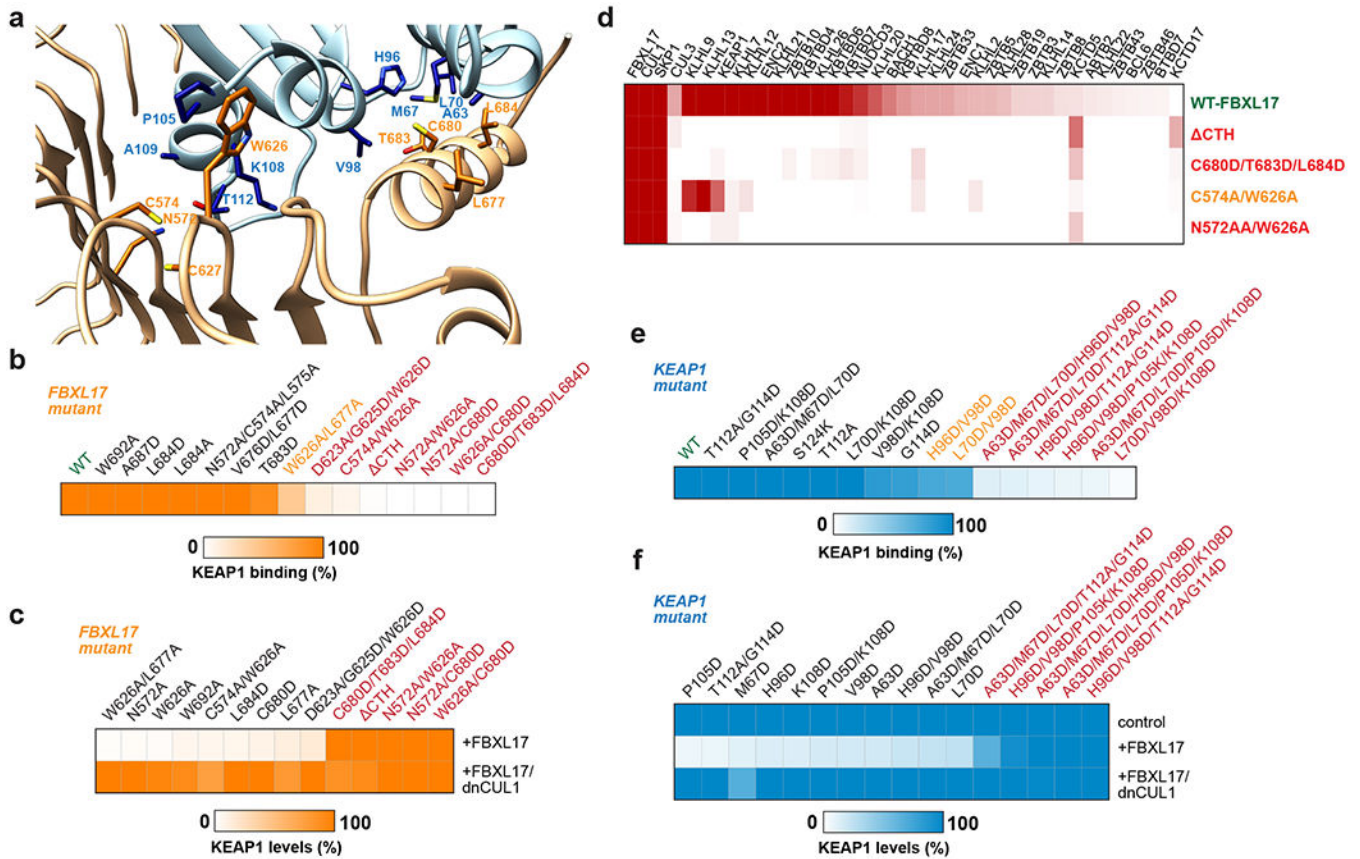 a
H96
P105
M67
L70
A63
L684
C680
T683
W626
A109
K108
V98
T112
L677
C574
C627
d
FBXL17
CUL1
SKP1
CUL3
KLHL9
KLHL13
KEAP1
KLHL7
KLHL12
ENC2
KLHL21
ZBTB10
KBTBD4
KLHL26
KBTBD6
KBTBD7
NUDCD3
KLHL20
BACH1
KBTBD8
KLHL17
KLHL24
ZBTB33
ENC1
KLHL2
ZBTB5
KLHL28
ZBTB19
ZBTB3
KLHL14
ZBTB8
KCTD5
ABTB2
KLHL22
ZBTB43
BCL6
ZBTB46
BTBD7
KCTD17
WT-FBXL17
ΔCTH
C680D/T683D/L684D
C574A/W626A
N572AA/W626A
b
FBXL17
mutant
WT
W692A
A687D
L684D
L684A
N572A/C574A/L575A
V676D/L677D
T683D
W626A/L677A
D623A/G625D/W626D
C574A/W626A
ΔCTH
N572A/W626A
N572A/C680D
W626A/C680D
C680D/T683D/L684D
0
100
KEAP1 binding (%)
c
FBXL17
mutant
W626A/L677A
N572A
W626A
W692A
C574A/W626A
L684D
C680D
L677A
D623A/G625D/W626D
C680D/T683D/L684D
ΔCTH
N572A/W626A
N572A/C680D
W626A/C680D
+FBXL17
+FBXL17/
dnCUL1
0
100
KEAP1 levels (%)
e
KEAP1
mutant
WT
T112A/G114D
P105D/K108D
A63D/M67D/L70D
S124K
T112A
L70D/K108D
V98D/K108D
G114D
H96D/V98D
L70D/V98D
A63D/M67D/L70D/H96D/V98D
A63D/M67D/L70D/T112A/G114D
H96D/V98D/T112A/G114D
H96D/V98D/P105K/K108D
A63D/M67D/L70D/P105D/K108D
L70D/V98D/K108D
0
100
KEAP1 binding (%)
f
KEAP1
mutant
P105D
T112A/G114D
M67D
H96D
K108D
P105D/K108D
V98D
A63D
H96D/V98D
A63D/M67D/L70D
L70D
A63D/M67D/L70D/T112A/G114D
H96D/V98D/P105K/K108D
A63D/M67D/L70D/H96D/V98D
A63D/M67D/L70D/P105D/K108D
H96D/V98D/T112A/G114D
control
+FBXL17
+FBXL17/
dnCUL1
0
100
KEAP1 levels (%)